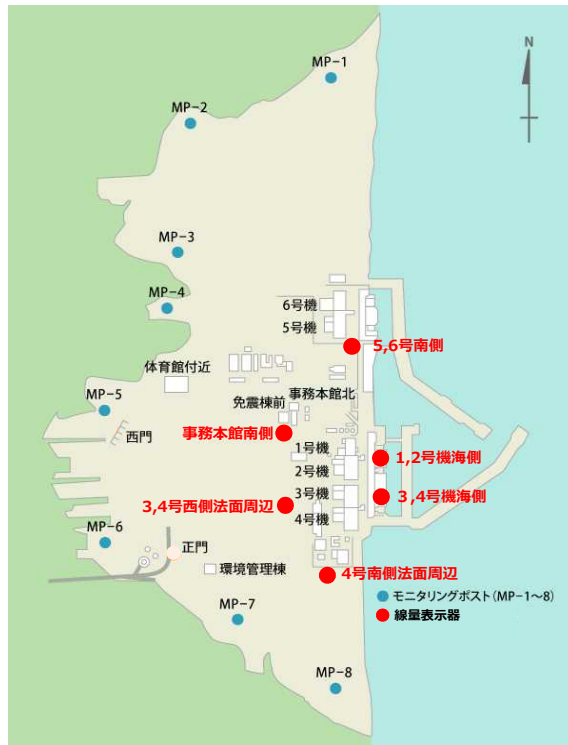 MP-1
N
MP-2
MP-3
MP-4
6号機
5号機
5,6号南側
体育館付近
事務本館北
免震棟前
MP-5
西門
事務本館南側
1号機
2号機
1,2号機海側
3号機
3,4号機海側
3,4号西側法面周辺
4号機
MP-6
正門
環境管理棟
4号南側法面周辺
モニタリングポスト(MP-1～8)
MP-7
線量表示器
MP-8